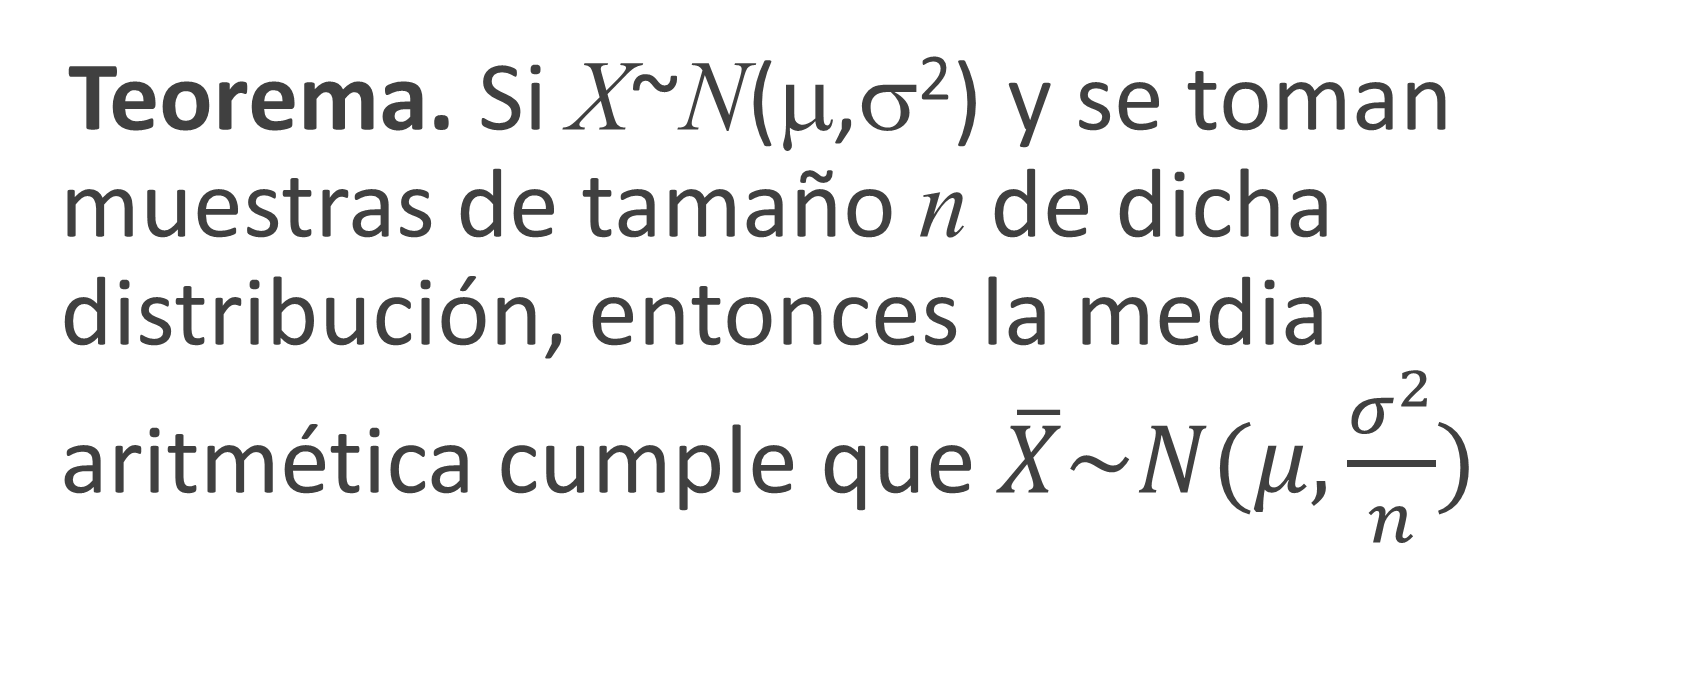 Teorema. Si X~N(μ,σ²) y se toman
muestras de tamaño n de dicha
distribución, entonces la media
aritmética cumple que X̅~N(μ, σ²/n)